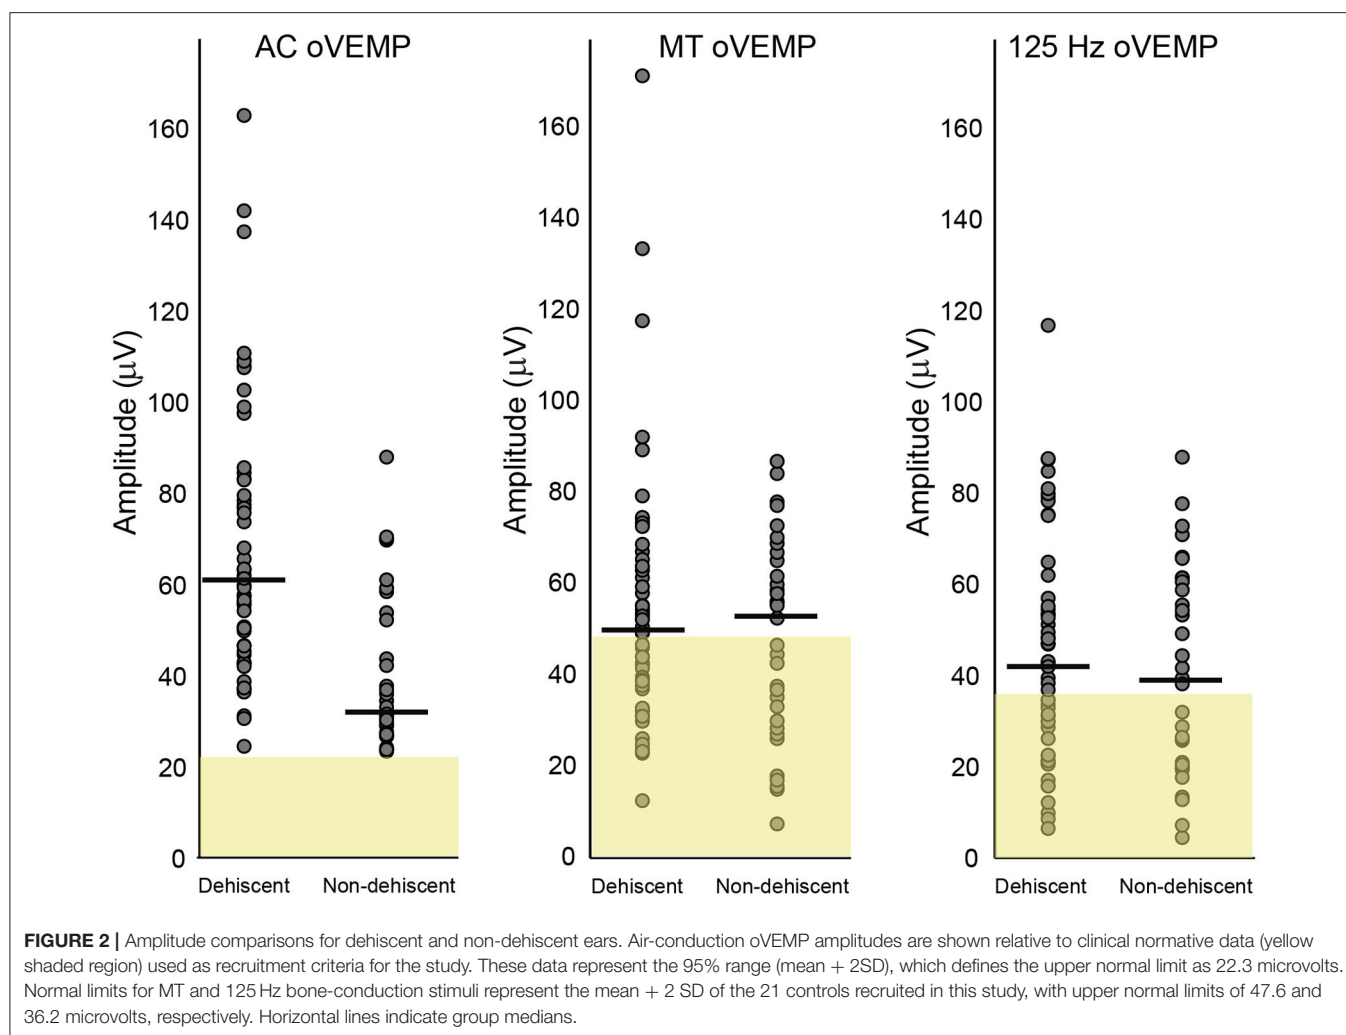 AC oVEMP
Amplitude (μV)
160
140
120
100
80
60
40
20
0
Dehiscent Non-dehiscent
MT oVEMP
Amplitude (μV)
160
140
120
100
80
60
40
20
0
Dehiscent Non-dehiscent
125 Hz oVEMP
Amplitude (μV)
160
140
120
100
80
60
40
20
0
Dehiscent Non-dehiscent
FIGURE 2 | Amplitude comparisons for dehiscent and non-dehiscent ears. Air-conduction oVEMP amplitudes are shown relative to clinical normative data (yellow
shaded region) used as recruitment criteria for the study. These data represent the 95% range (mean + 2SD), which defines the upper normal limit as 22.3 microvolts.
Normal limits for MT and 125 Hz bone-conduction stimuli represent the mean + 2 SD of the 21 controls recruited in this study, with upper normal limits of 47.6 and
36.2 microvolts, respectively. Horizontal lines indicate group medians.